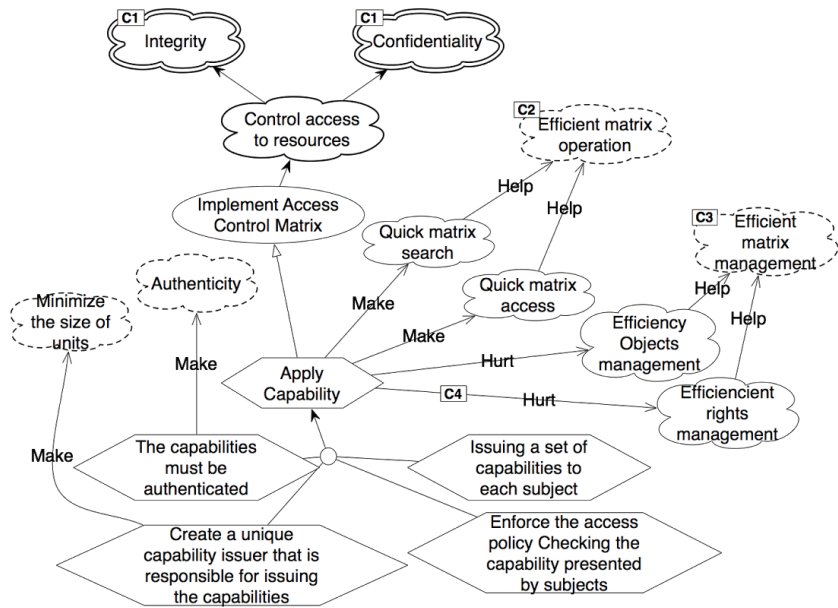 C1
Integrity
C1
Confidentiality
Control access
to resources
C2
Efficient matrix
operation
Help
Help
Implement Access
Control Matrix
Quick matrix
search
C3
Efficient
matrix
management
Authenticity
Quick matrix
access
Minimize
the size of
units
Make
Help
Make
Efficiency
Objects
management
Help
Make
Hurt
Apply
Capability
C4
Hurt
Efficiencient
rights
management
Make
The capabilities
must be
authenticated
Issuing a set of
capabilities to
each subject
Create a unique
capability issuer that is
responsible for issuing
the capabilities
Enforce the access
policy Checking the
capability presented
by subjects